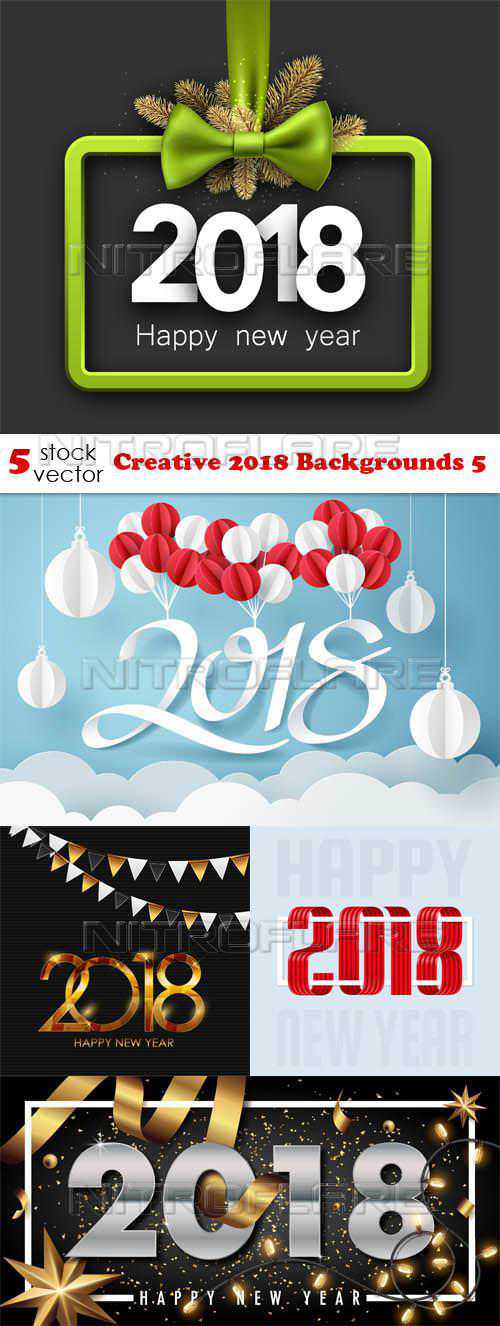 2018
NITROFLARE
Happy new year
NITROFLARE
5 stock vector Creative 2018 Backgrounds 5
2018
NITROFLARE
2018
HAPPY NEW YEAR
NITROFLARE
HAPPY
2018
NEW YEAR
2018
NITROFLARE
HAPPY NEW YEAR